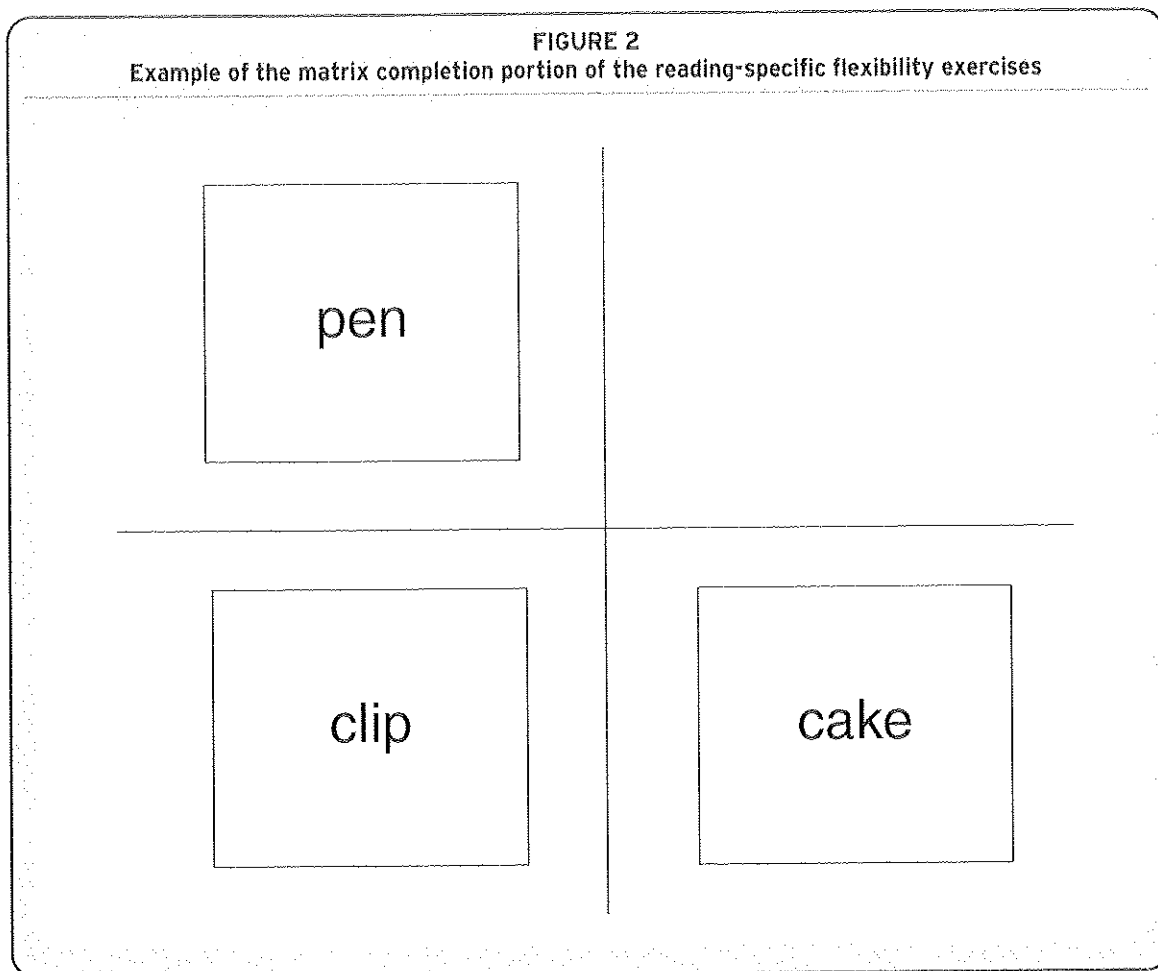 FIGURE 2
Example of the matrix completion portion of the reading-specific flexibility exercises
pen
clip
cake